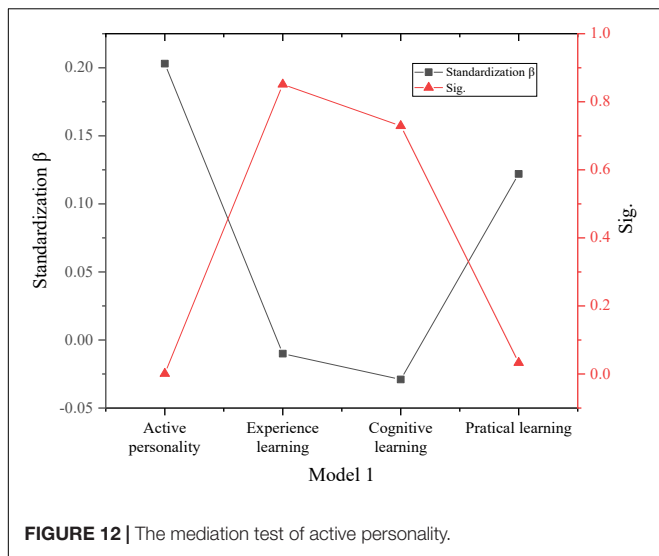 Standardization β
Sig.
0.20
0.15
0.10
0.05
0.00
-0.05
Standardization β
1.0
0.8
0.6
0.4
0.2
0.0
Sig.
Active
personality
Experience
learning
Cognitive
learning
Pratical learning
Model 1
FIGURE 12 | The mediation test of active personality.